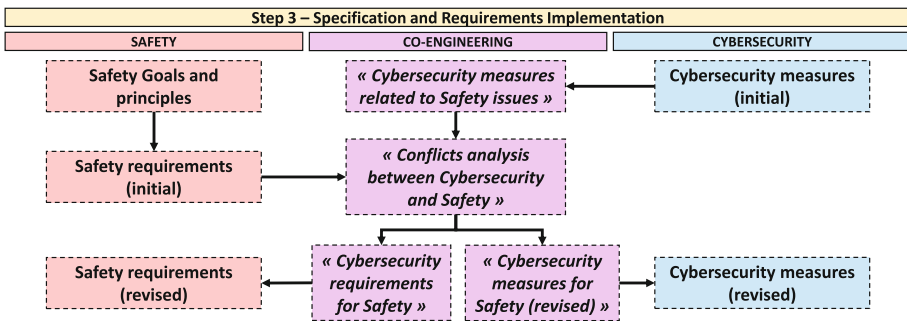 Step 3 – Specification and Requirements Implementation
SAFETY
CO-ENGINEERING
CYBERSECURITY
Safety Goals and
principles
« Cybersecurity measures
related to Safety issues »
Cybersecurity measures
(initial)
Safety requirements
(initial)
« Conflicts analysis
between Cybersecurity
and Safety »
Safety requirements
(revised)
« Cybersecurity
requirements
for Safety »
« Cybersecurity
measures for
Safety (revised) »
Cybersecurity measures
(revised)